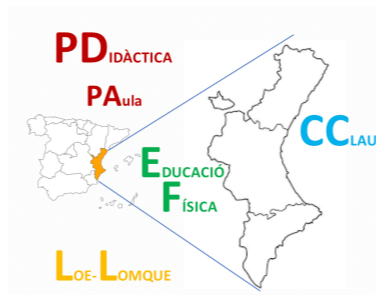 PDIDÀCTICA
PAula
CCLAU
EDUCACIÓ
FÍSICA
LOE- LOMQUE